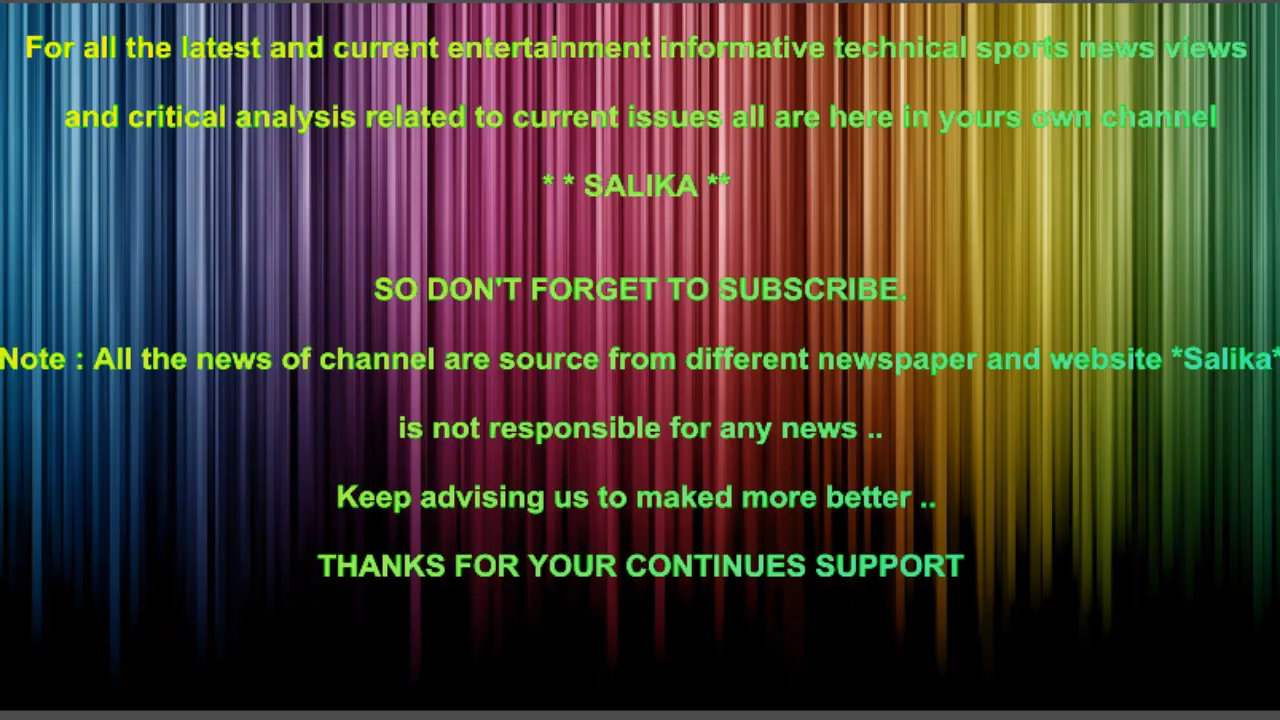 For all the latest and current entertainment informative technical sports news views
and critical analysis related to current issues all are here in yours own channel
* * SALIKA **
SO DON'T FORGET TO SUBSCRIBE.
Note : All the news of channel are source from different newspaper and website *Salika*
is not responsible for any news ..
Keep advising us to maked more better ..
THANKS FOR YOUR CONTINUES SUPPORT